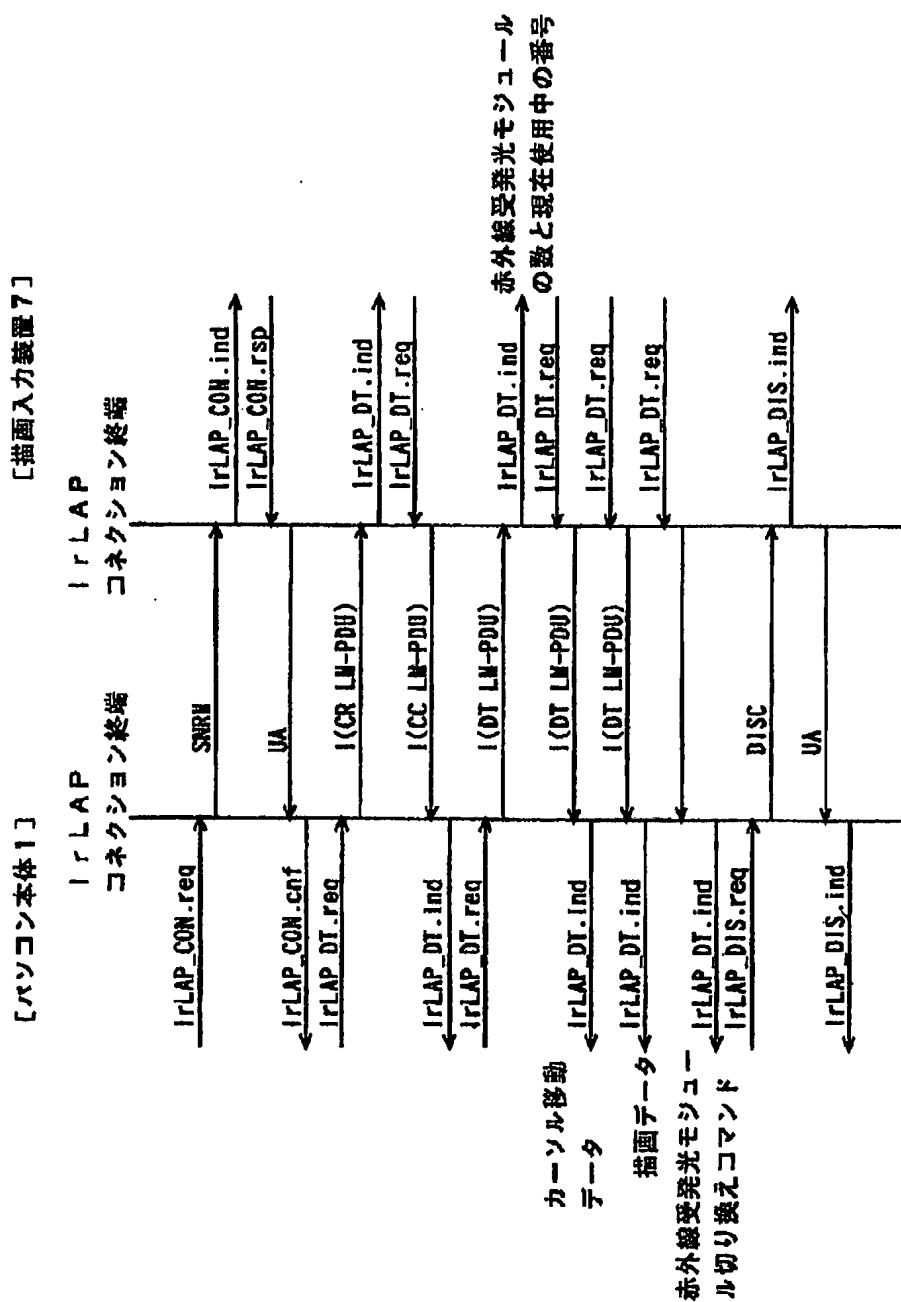 [パソコン本体1]
[描画入力装置7]
IrLAP
コネクション終端
IrLAP
コネクション終端
IrLAP_CON.req
SNRM
IrLAP_CON.ind
IrLAP_CON.rsp
UA
IrLAP_CON.cnf
IrLAP_DT.req
I(CR LM-PDU)
IrLAP_DT.ind
IrLAP_DT.req
I(CC LM-PDU)
IrLAP_DT.ind
IrLAP_DT.req
I(DT LM-PDU)
IrLAP_DT.ind
赤外線受発光モジュール
の数と現在使用中の番号
IrLAP_DT.req
I(DT LM-PDU)
IrLAP_DT.ind
カーソル移動
データ
IrLAP_DT.req
I(DT LM-PDU)
IrLAP_DT.ind
描画データ
IrLAP_DT.req
IrLAP_DT.ind
赤外線受発光モジュー
ル切り換えコマンド
IrLAP_DIS.req
DISC
IrLAP_DIS.ind
UA
IrLAP_DIS.ind